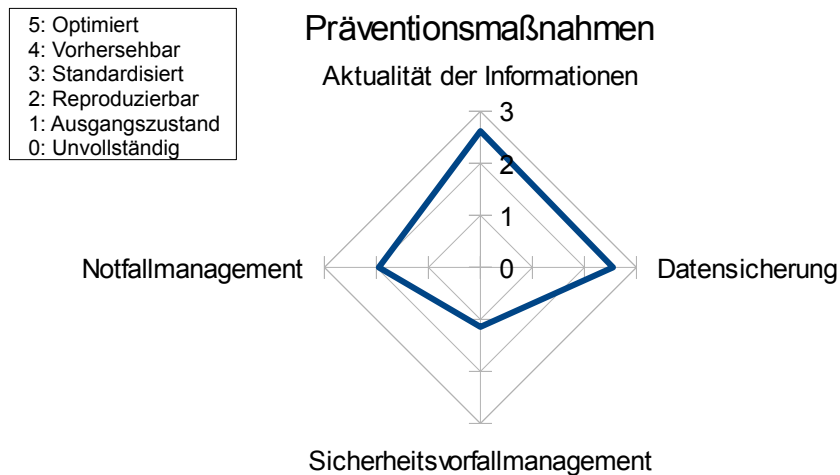 5: Optimiert
4: Vorhersehbar
3: Standardisiert
2: Reproduzierbar
1: Ausgangszustand
0: Unvollständig
Präventionsmaßnahmen
Aktualität der Informationen
3
2
1
0
Notfallmanagement
Datensicherung
Sicherheitsvorfallmanagement